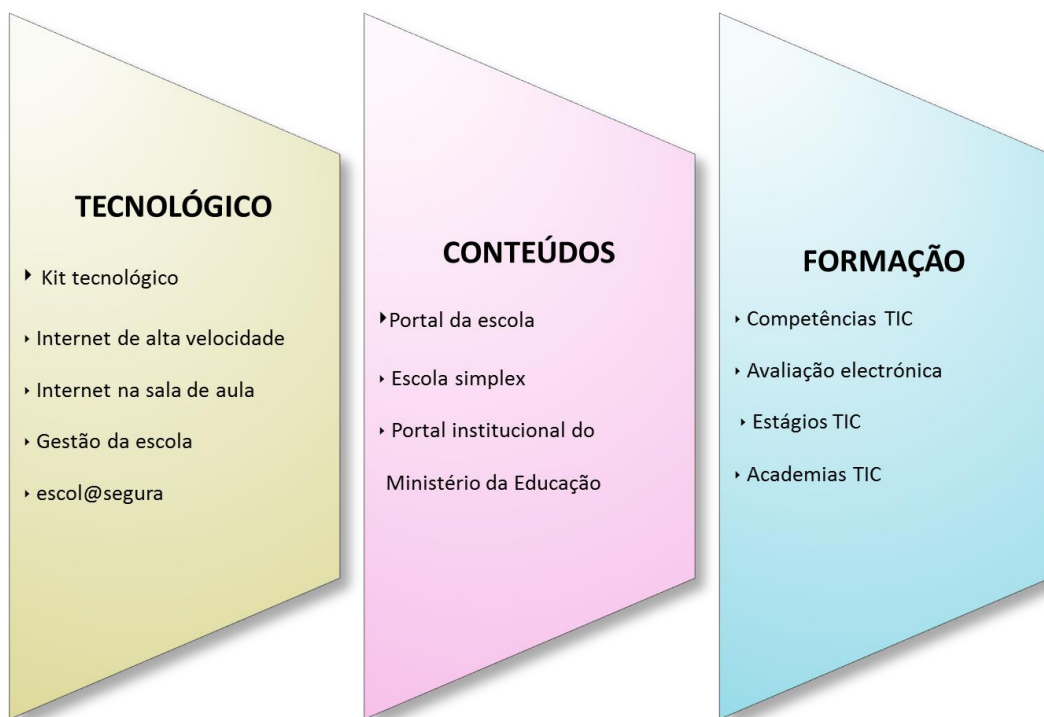 TECNOLÓGICO
Kit tecnológico
Internet de alta velocidade
Internet na sala de aula
Gestão da escola
escol@segura
CONTEÚDOS
Portal da escola
Escola simplex
Portal institucional do
Ministério da Educação
FORMAÇÃO
Competências TIC
Avaliação electrónica
Estágios TIC
Academias TIC